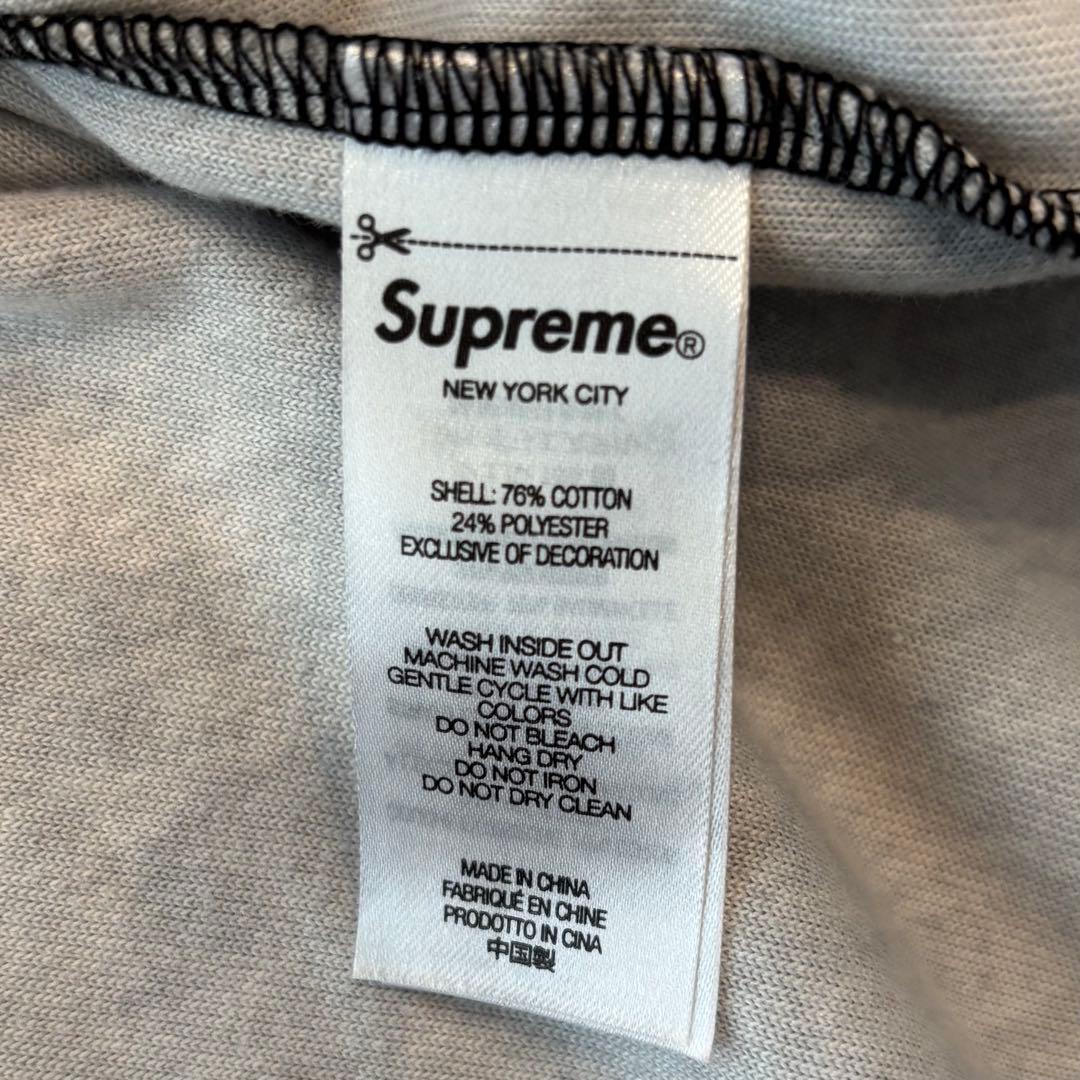 Supreme®
NEW YORK CITY
SHELL: 76% COTTON
24% POLYESTER
EXCLUSIVE OF DECORATION
WASH INSIDE OUT
MACHINE WASH COLD
GENTLE CYCLE WITH LIKE
COLORS
DO NOT BLEACH
HANG DRY
DO NOT IRON
DO NOT DRY CLEAN
MADE IN CHINA
FABRIQUÉ EN CHINE
PRODOTTO IN CINA
中国製